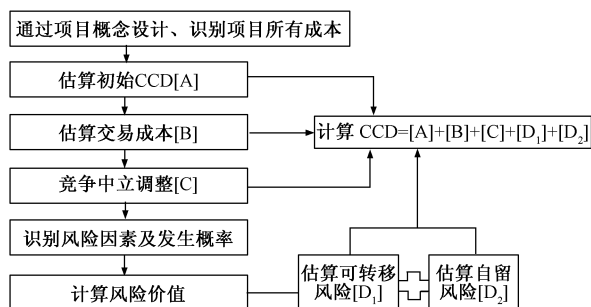 通过项目概念设计、识别项目所有成本
估算初始CCD[A]
估算交易成本[B]
计算 CCD=[A]+[B]+[C]+[D₁]+[D₂]
竞争中立调整[C]
识别风险因素及发生概率
计算风险价值
估算可转移
风险[D₁]
估算自留
风险[D₂]